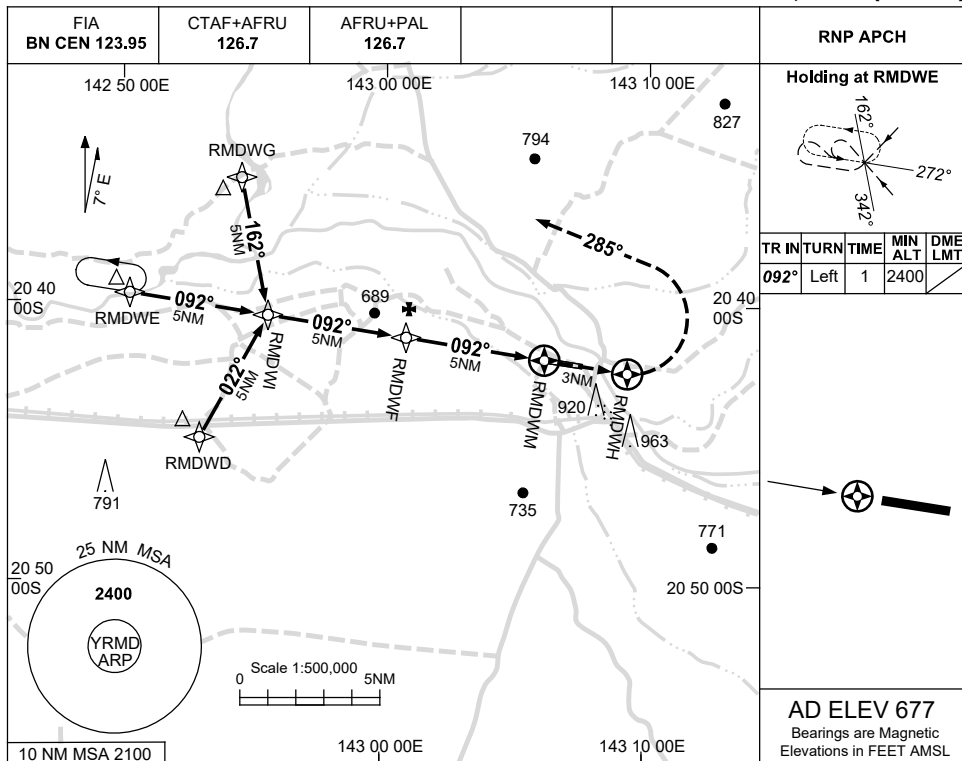 FIA
BN CEN 123.95
CTAF+AFRU
126.7
AFRU+PAL
126.7
RNP APCH
142 50 00E
143 00 00E
143 10 00E
Holding at RMDWE
162°
272°
342°
TR IN TURN TIME MIN ALT DME LMT
092° Left 1 2400
7° E
827
794
RMDWG
162°
5NM
285°
20 40
00S
20 40
00S
RMDWE
092°
5NM
689
092°
5NM
RMDWI
092°
5NM
RMDWF
022°
5NM
3NM
RMDWM
920
RMDWH
963
RMDWD
791
735
771
25 NM MSA
2400
YRMD
ARP
20 50
00S
20 50 00S
Scale 1:500,000
0 5NM
10 NM MSA 2100
143 00 00E
143 10 00E
AD ELEV 677
Bearings are Magnetic
Elevations in FEET AMSL